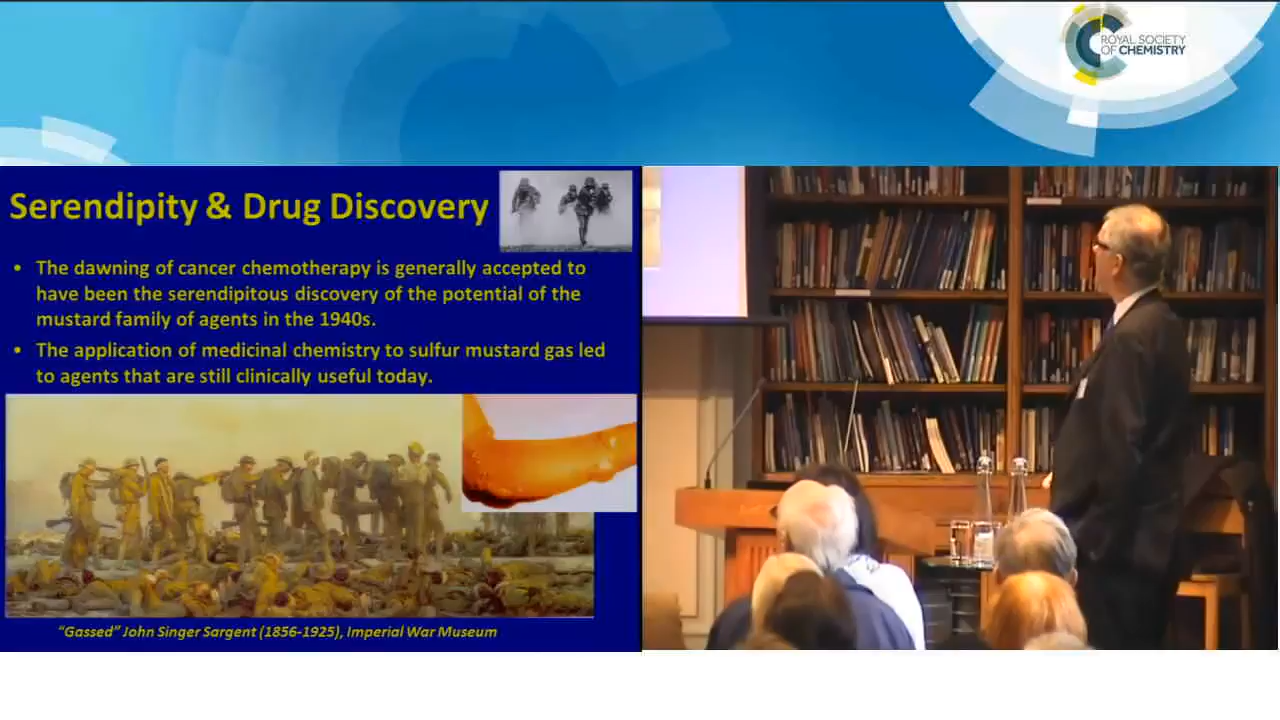 ROYAL SOCIETY
OF CHEMISTRY
Serendipity & Drug Discovery
• The dawning of cancer chemotherapy is generally accepted to
have been the serendipitous discovery of the potential of the
mustard family of agents in the 1940s.
• The application of medicinal chemistry to sulfur mustard gas led
to agents that are still clinically useful today.
“Gassed” John Singer Sargent (1856-1925), Imperial War Museum